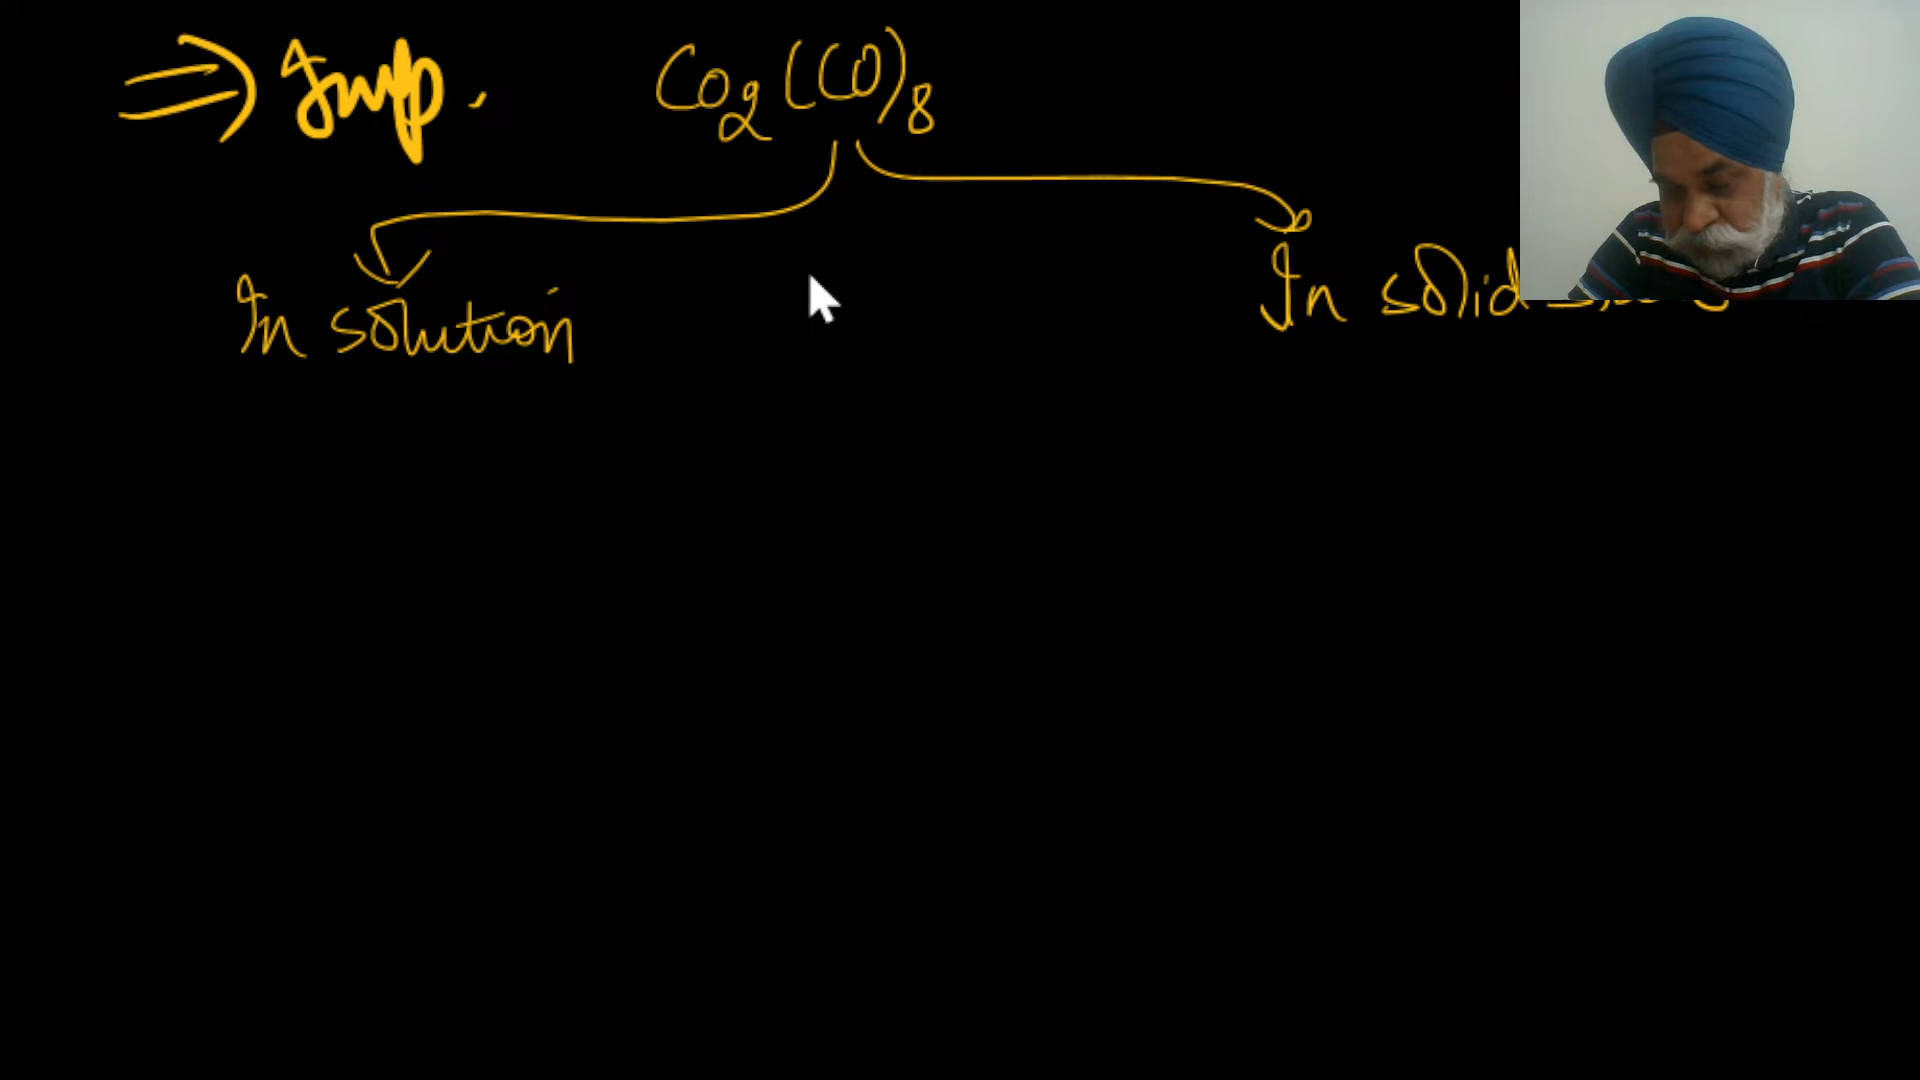 ⇒ Imp. Co₂(CO)₈
In solution In solid